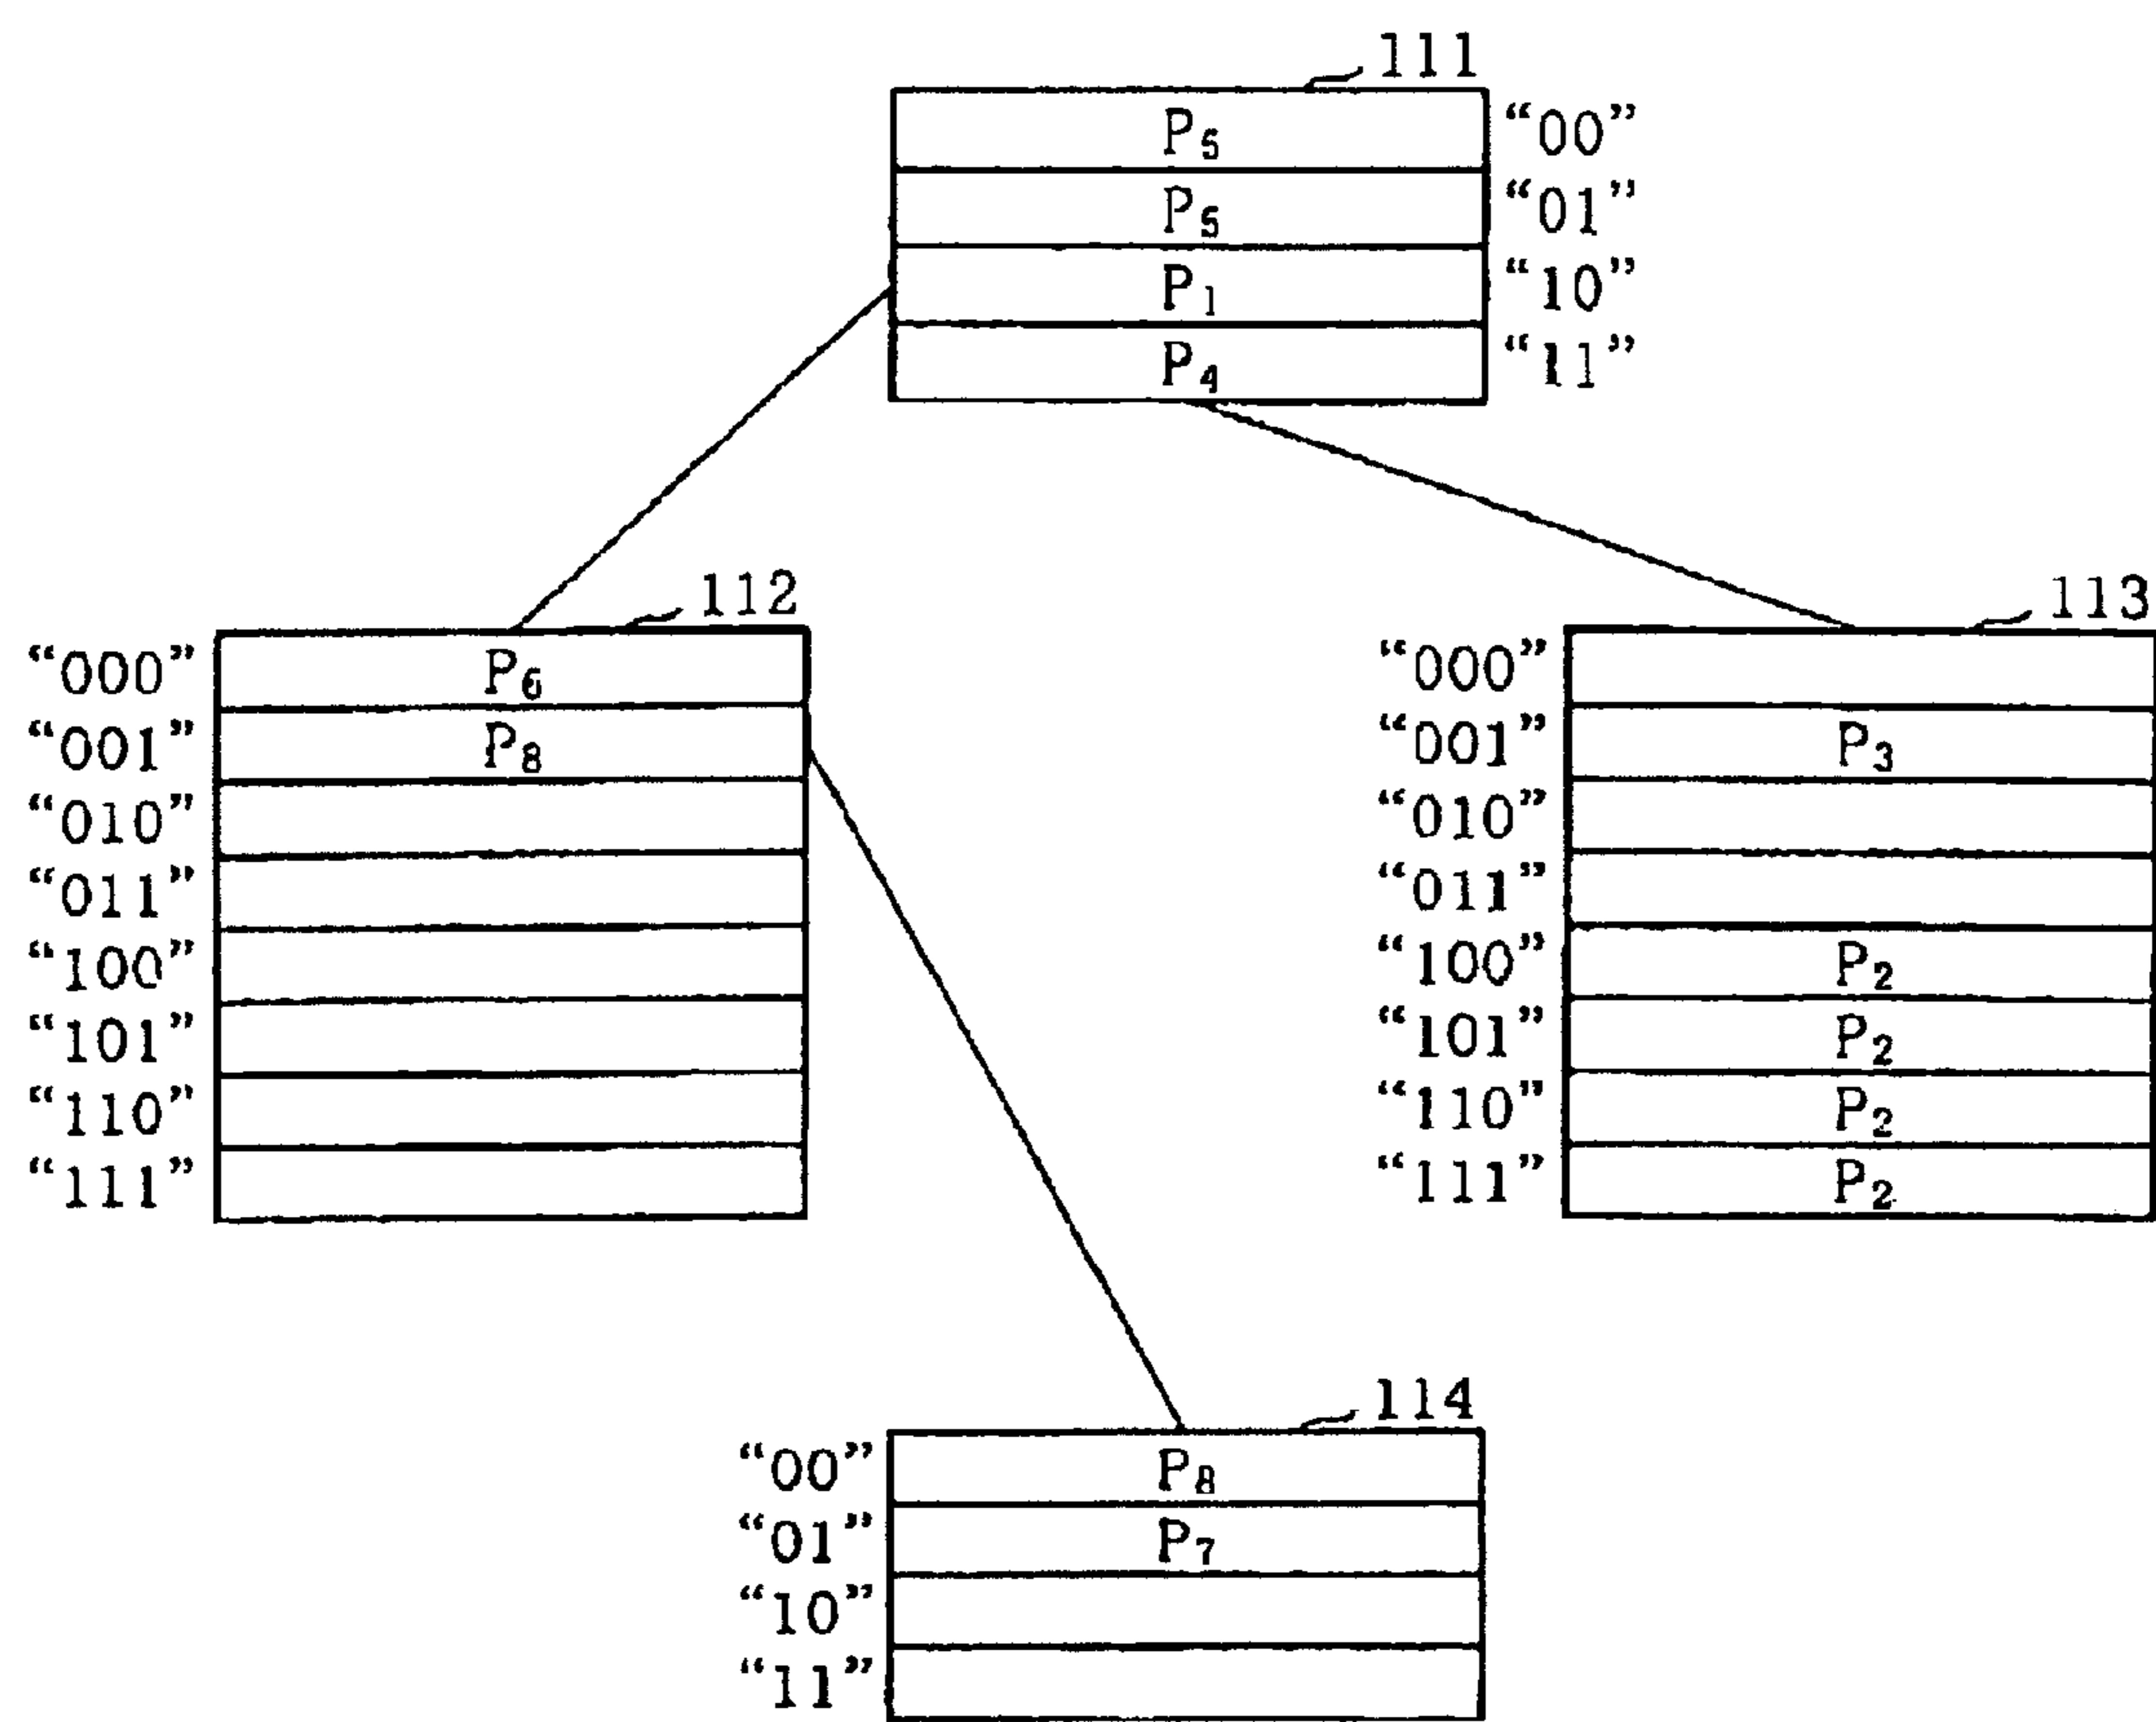 111
P₅ “00”
P₅ “01”
P₁ “10”
P₄ “11”
112
“000” P₆
“001” P₈
“010”
“011”
“100”
“101”
“110”
“111”
113
“000”
“001” P₃
“010”
“011”
“100” P₂
“101” P₂
“110” P₂
“111” P₂
114
“00” P₈
“01” P₇
“10”
“11”